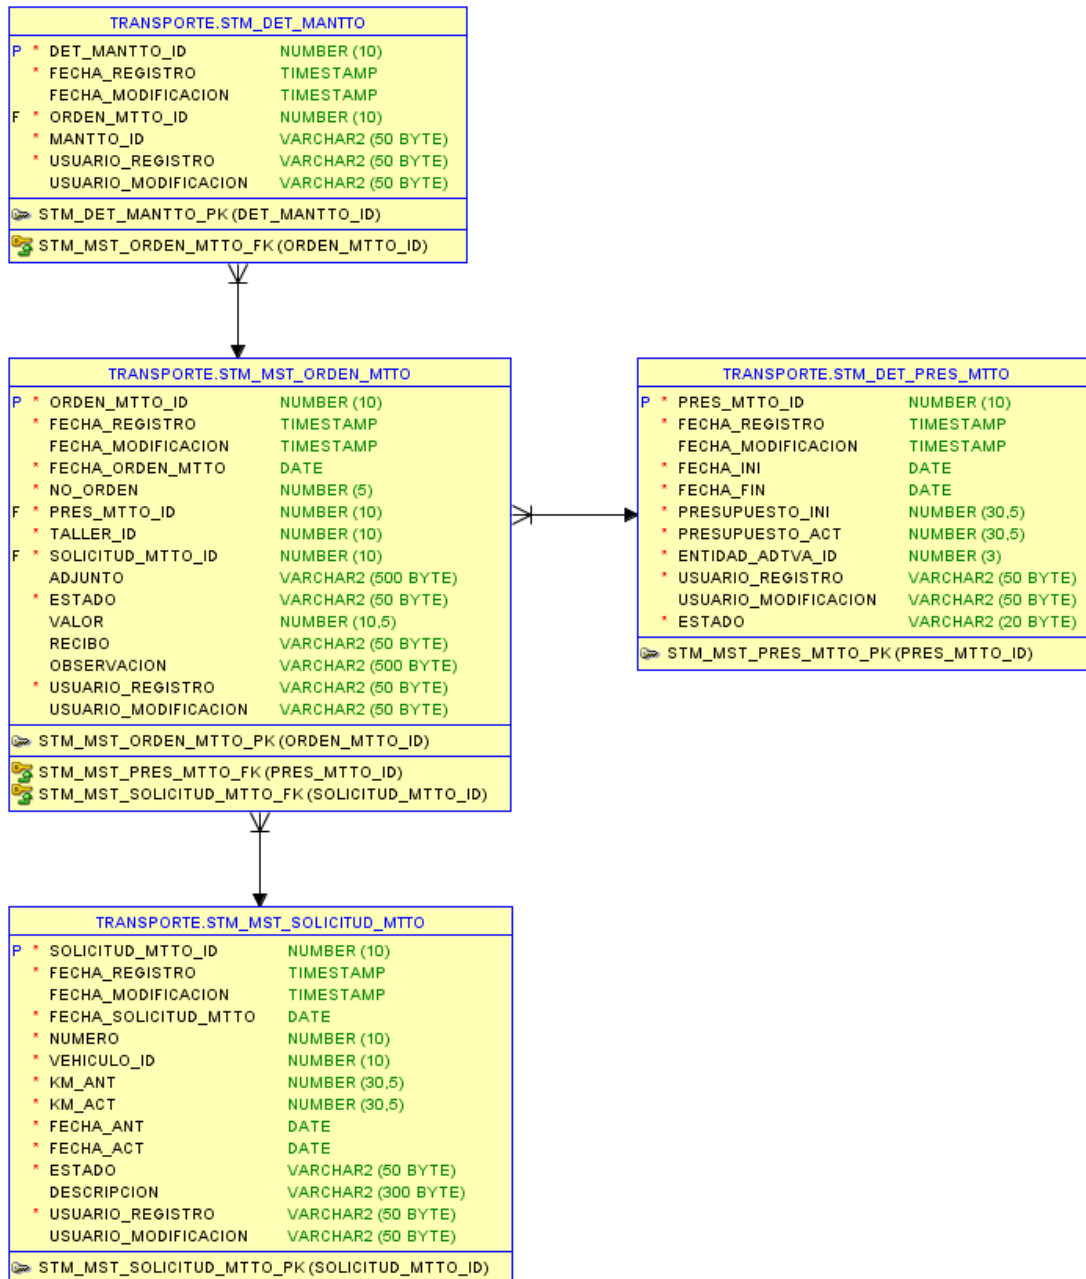 TRANSPORTE.STM_DET_MANTTO
P * DET_MANTTO_ID NUMBER (10)
* FECHA_REGISTRO TIMESTAMP
FECHA_MODIFICACION TIMESTAMP
F * ORDEN_MTTO_ID NUMBER (10)
* MANTTO_ID VARCHAR2 (50 BYTE)
* USUARIO_REGISTRO VARCHAR2 (50 BYTE)
USUARIO_MODIFICACION VARCHAR2 (50 BYTE)
STM_DET_MANTTO_PK (DET_MANTTO_ID)
STM_MST_ORDEN_MTTO_FK (ORDEN_MTTO_ID)
TRANSPORTE.STM_MST_ORDEN_MTTO
P * ORDEN_MTTO_ID NUMBER (10)
* FECHA_REGISTRO TIMESTAMP
FECHA_MODIFICACION TIMESTAMP
* FECHA_ORDEN_MTTO DATE
* NO_ORDEN NUMBER (5)
F * PRES_MTTO_ID NUMBER (10)
* TALLER_ID NUMBER (10)
F * SOLICITUD_MTTO_ID NUMBER (10)
ADJUNTO VARCHAR2 (500 BYTE)
* ESTADO VARCHAR2 (50 BYTE)
VALOR NUMBER (10,5)
RECIBO VARCHAR2 (50 BYTE)
OBSERVACION VARCHAR2 (500 BYTE)
* USUARIO_REGISTRO VARCHAR2 (50 BYTE)
USUARIO_MODIFICACION VARCHAR2 (50 BYTE)
STM_MST_ORDEN_MTTO_PK (ORDEN_MTTO_ID)
STM_MST_PRES_MTTO_FK (PRES_MTTO_ID)
STM_MST_SOLICITUD_MTTO_FK (SOLICITUD_MTTO_ID)
TRANSPORTE.STM_DET_PRES_MTTO
P * PRES_MTTO_ID NUMBER (10)
* FECHA_REGISTRO TIMESTAMP
FECHA_MODIFICACION TIMESTAMP
* FECHA_INI DATE
* FECHA_FIN DATE
* PRESUPUESTO_INI NUMBER (30,5)
* PRESUPUESTO_ACT NUMBER (30,5)
* ENTIDAD_ADTVA_ID NUMBER (3)
* USUARIO_REGISTRO VARCHAR2 (50 BYTE)
USUARIO_MODIFICACION VARCHAR2 (50 BYTE)
* ESTADO VARCHAR2 (20 BYTE)
STM_MST_PRES_MTTO_PK (PRES_MTTO_ID)
TRANSPORTE.STM_MST_SOLICITUD_MTTO
P * SOLICITUD_MTTO_ID NUMBER (10)
* FECHA_REGISTRO TIMESTAMP
FECHA_MODIFICACION TIMESTAMP
* FECHA_SOLICITUD_MTTO DATE
* NUMERO NUMBER (10)
* VEHICULO_ID NUMBER (10)
* KM_ANT NUMBER (30,5)
* KM_ACT NUMBER (30,5)
* FECHA_ANT DATE
* FECHA_ACT DATE
* ESTADO VARCHAR2 (50 BYTE)
DESCRIPCION VARCHAR2 (300 BYTE)
* USUARIO_REGISTRO VARCHAR2 (50 BYTE)
USUARIO_MODIFICACION VARCHAR2 (50 BYTE)
STM_MST_SOLICITUD_MTTO_PK (SOLICITUD_MTTO_ID)